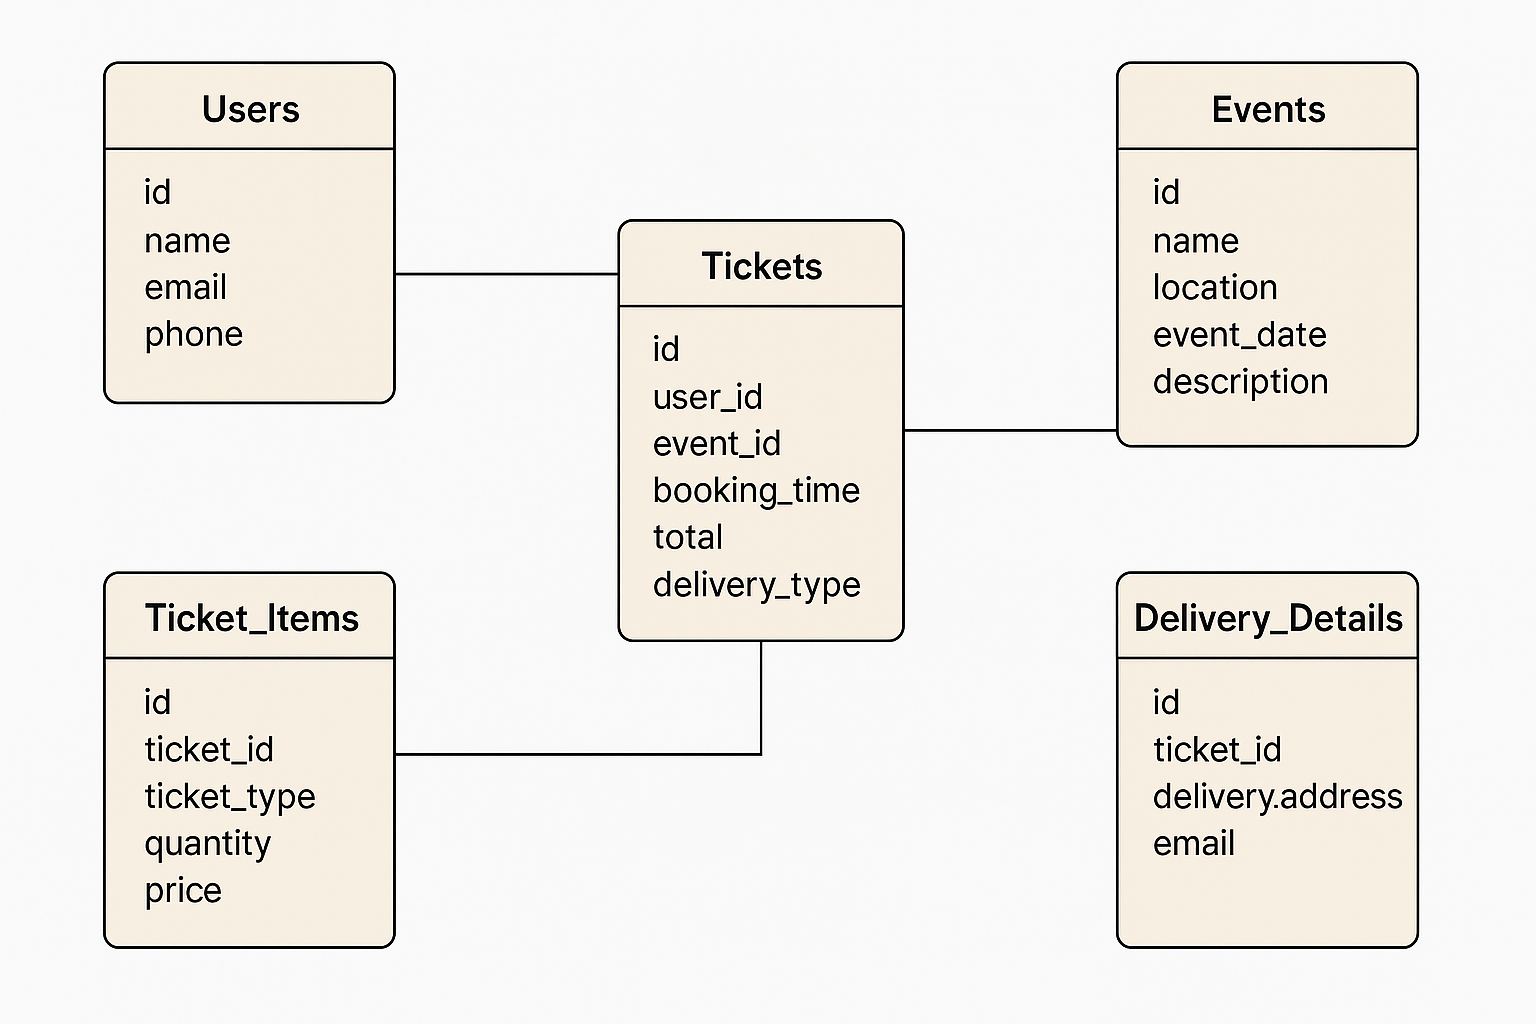 Users
id
name
email
phone
Events
id
name
location
event_date
description
Tickets
id
user_id
event_id
booking_time
total
delivery_type
Ticket_Items
id
ticket_id
ticket_type
quantity
price
Delivery_Details
id
ticket_id
delivery.address
email